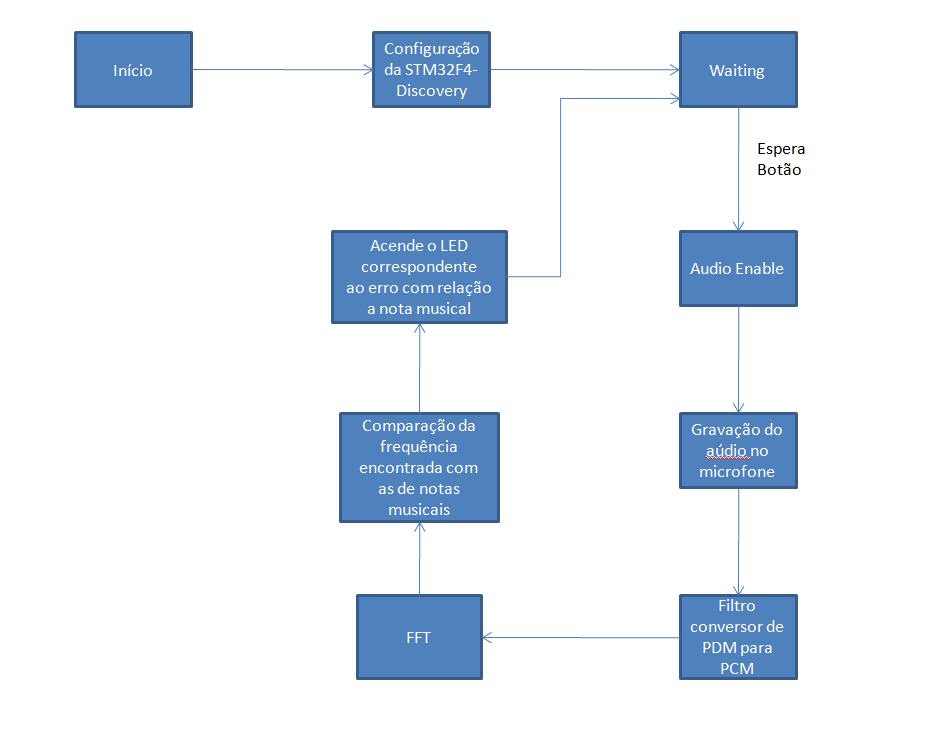 Início
Configuração
da STM32F4-
Discovery
Waiting
Espera
Botão
Audio Enable
Gravação do
aúdio no
microfone
Filtro
conversor de
PDM para
PCM
FFT
Comparação da
frequência
encontrada com
as de notas
musicais
Acende o LED
correspondente
ao erro com relação
a nota musical